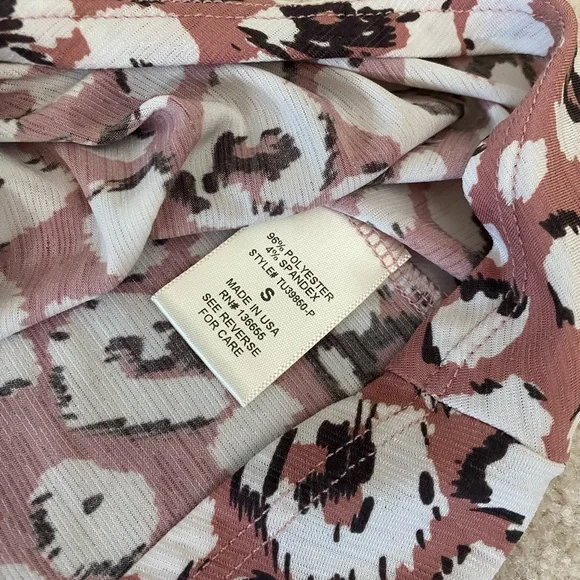 96% POLYESTER
4% SPANDEX
STYLE# TU39860-P
S
MADE IN USA
RN# 136656
SEE REVERSE
FOR CARE